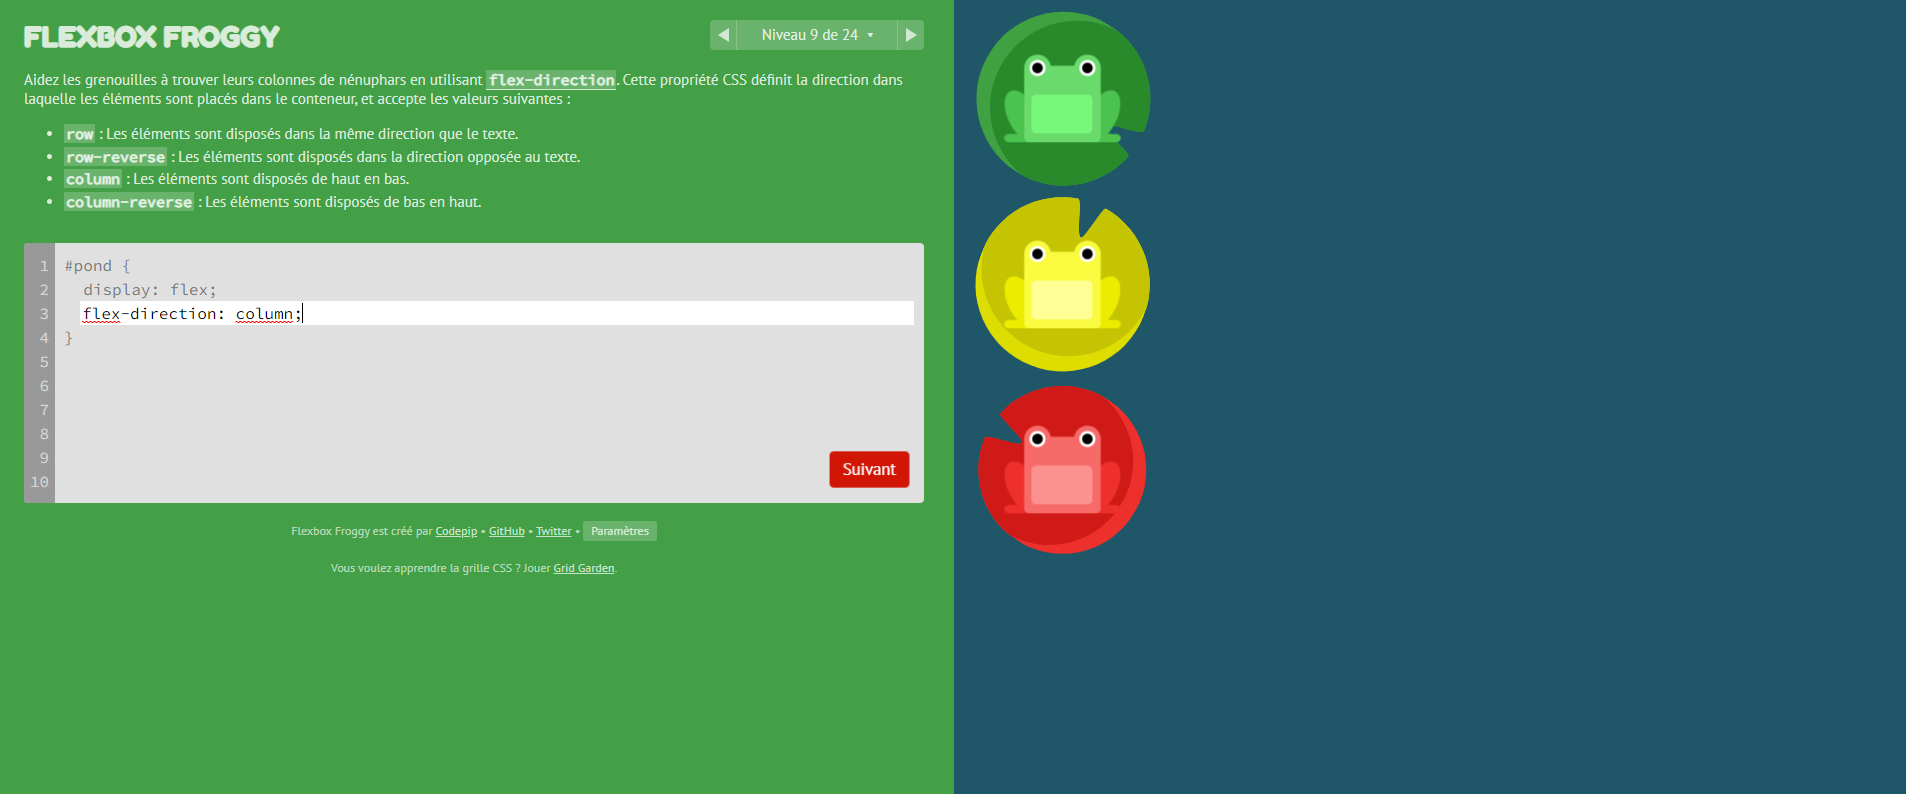 FLEXBOX FROGGY
Niveau 9 de 24
Aidez les grenouilles à trouver leurs colonnes de nénuphars en utilisant flex-direction. Cette propriété CSS définit la direction dans
laquelle les éléments sont placés dans le conteneur, et accepte les valeurs suivantes :
• row : Les éléments sont disposés dans la même direction que le texte.
• row-reverse : Les éléments sont disposés dans la direction opposée au texte.
• column : Les éléments sont disposés de haut en bas.
• column-reverse : Les éléments sont disposés de bas en haut.
1 #pond {
2 display: flex;
3 flex-direction: column;
4 }
5
6
7
8
9
10
Suivant
Flexbox Froggy est créé par Codepip • GitHub • Twitter • Paramètres
Vous voulez apprendre la grille CSS ? Jouer Grid Garden.